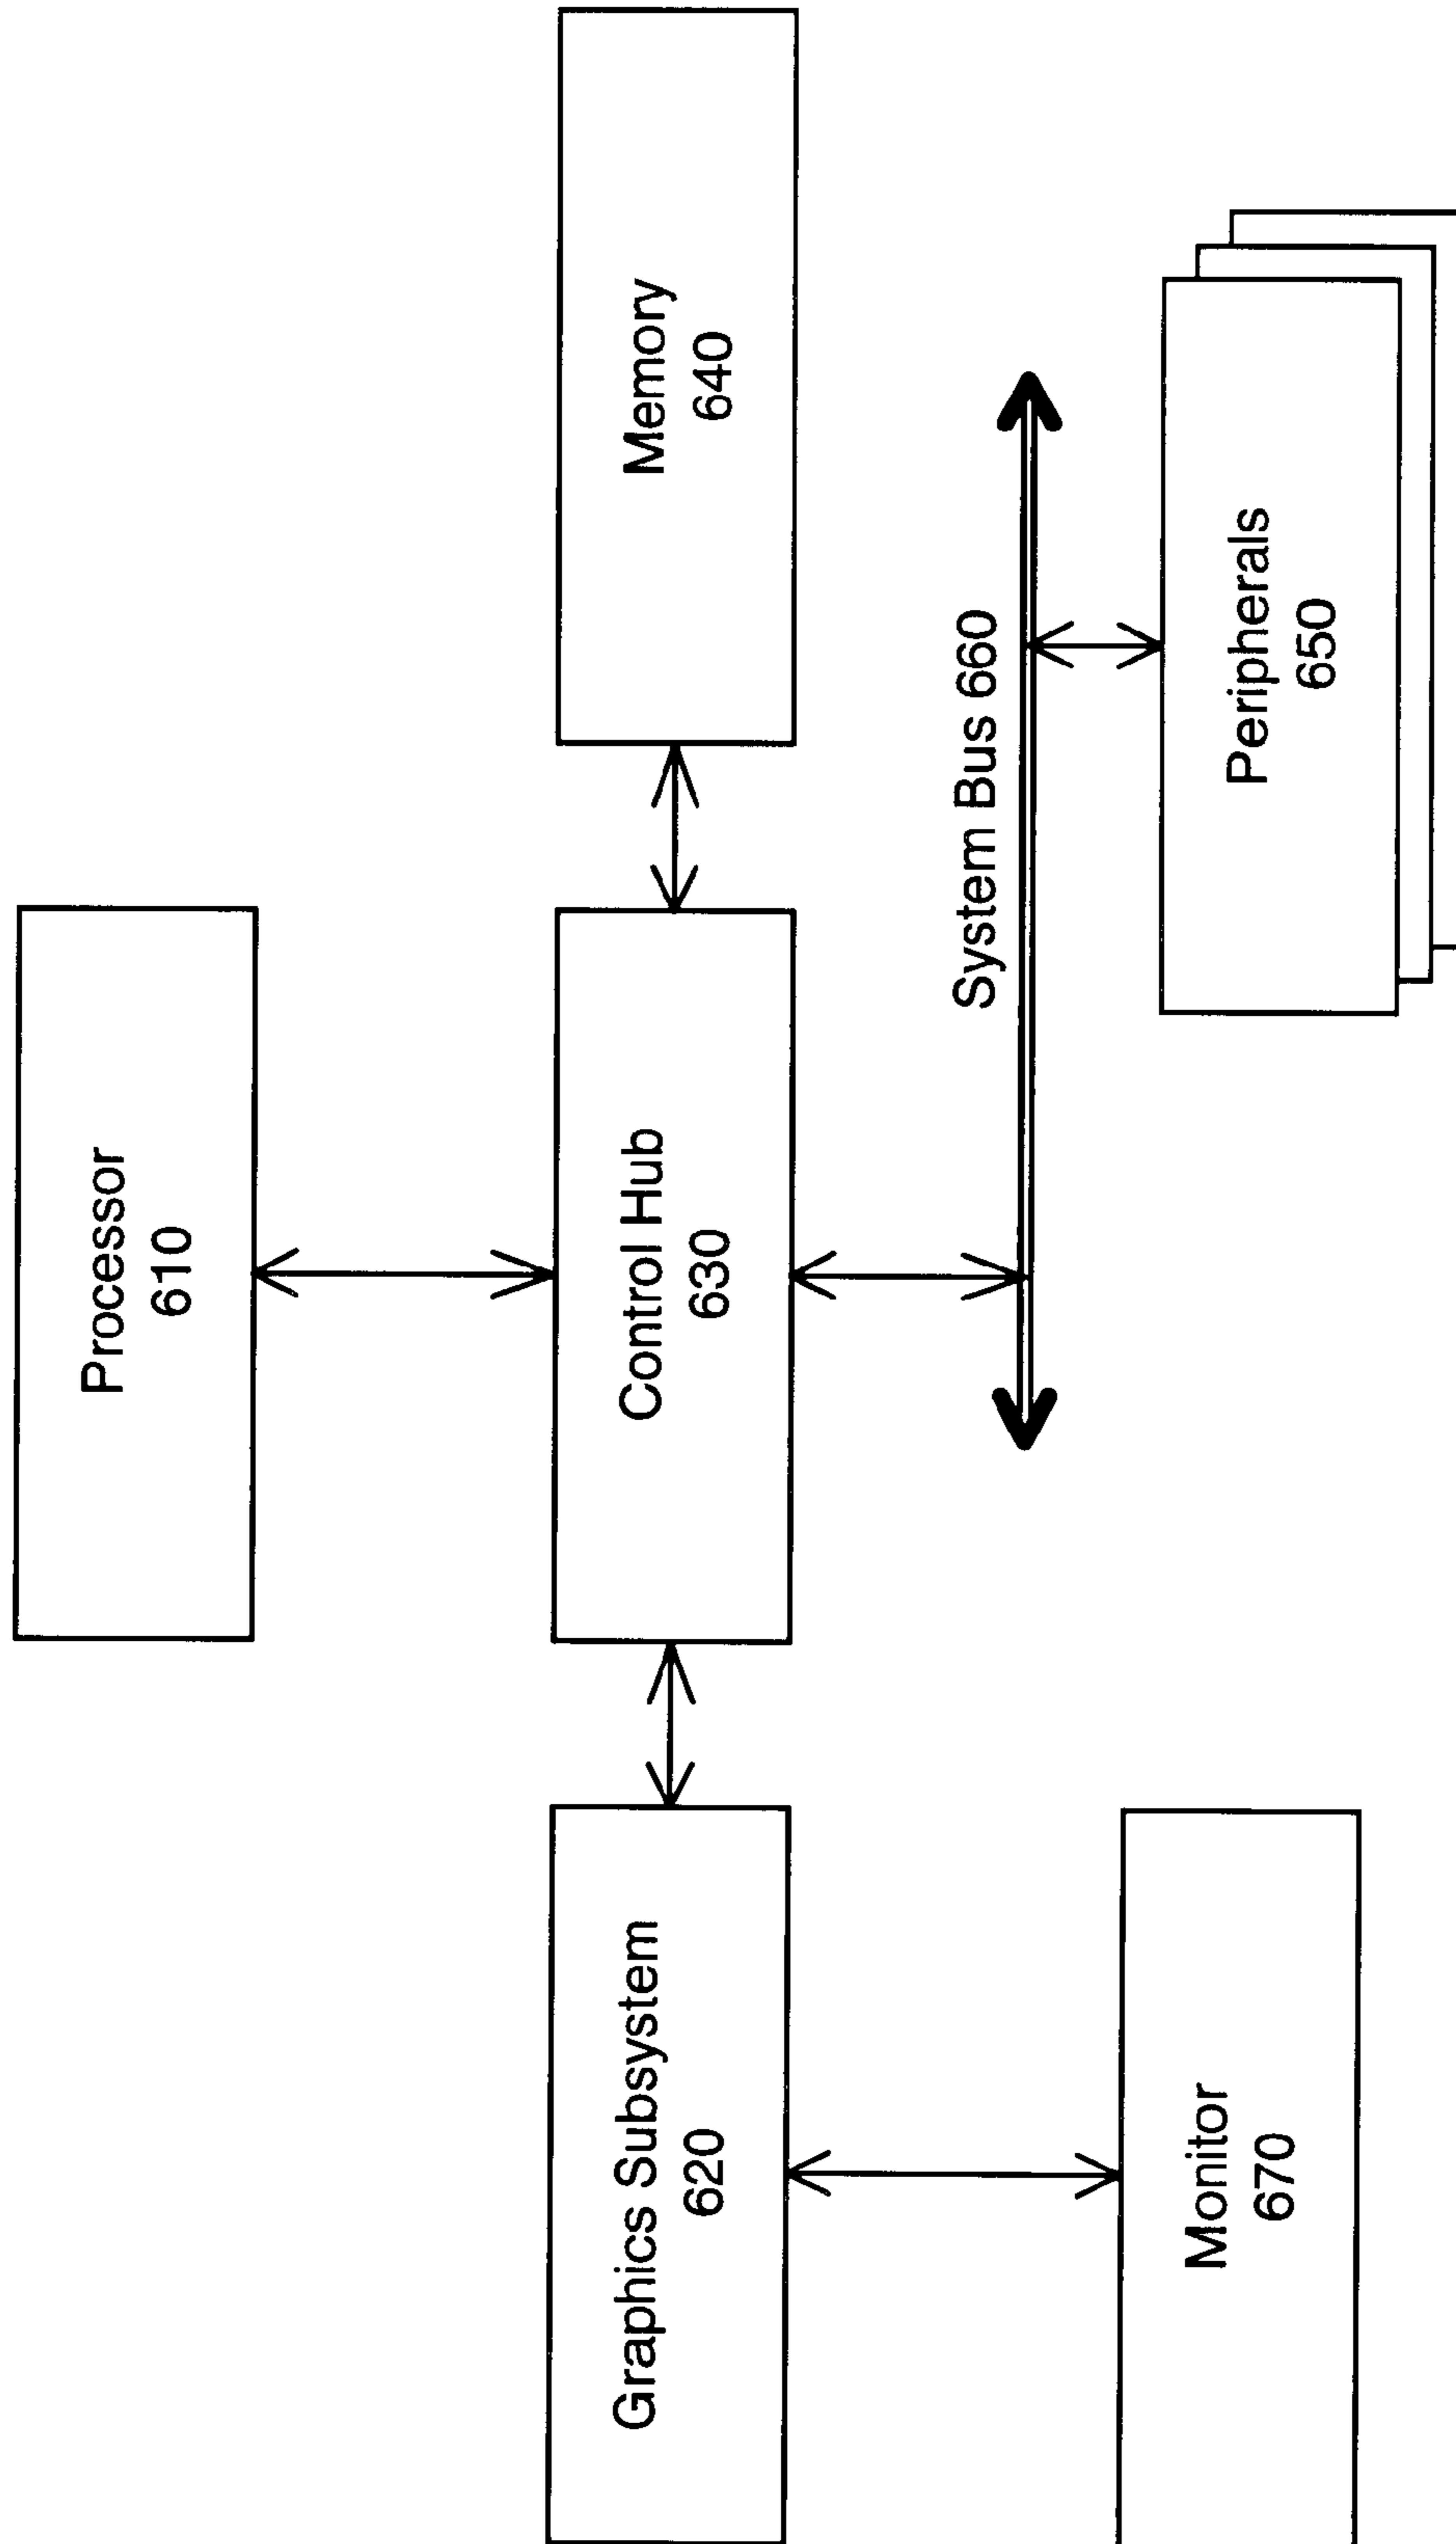 Processor
610
Graphics Subsystem
620
Control Hub
630
Memory
640
System Bus 660
Monitor
670
Peripherals
650